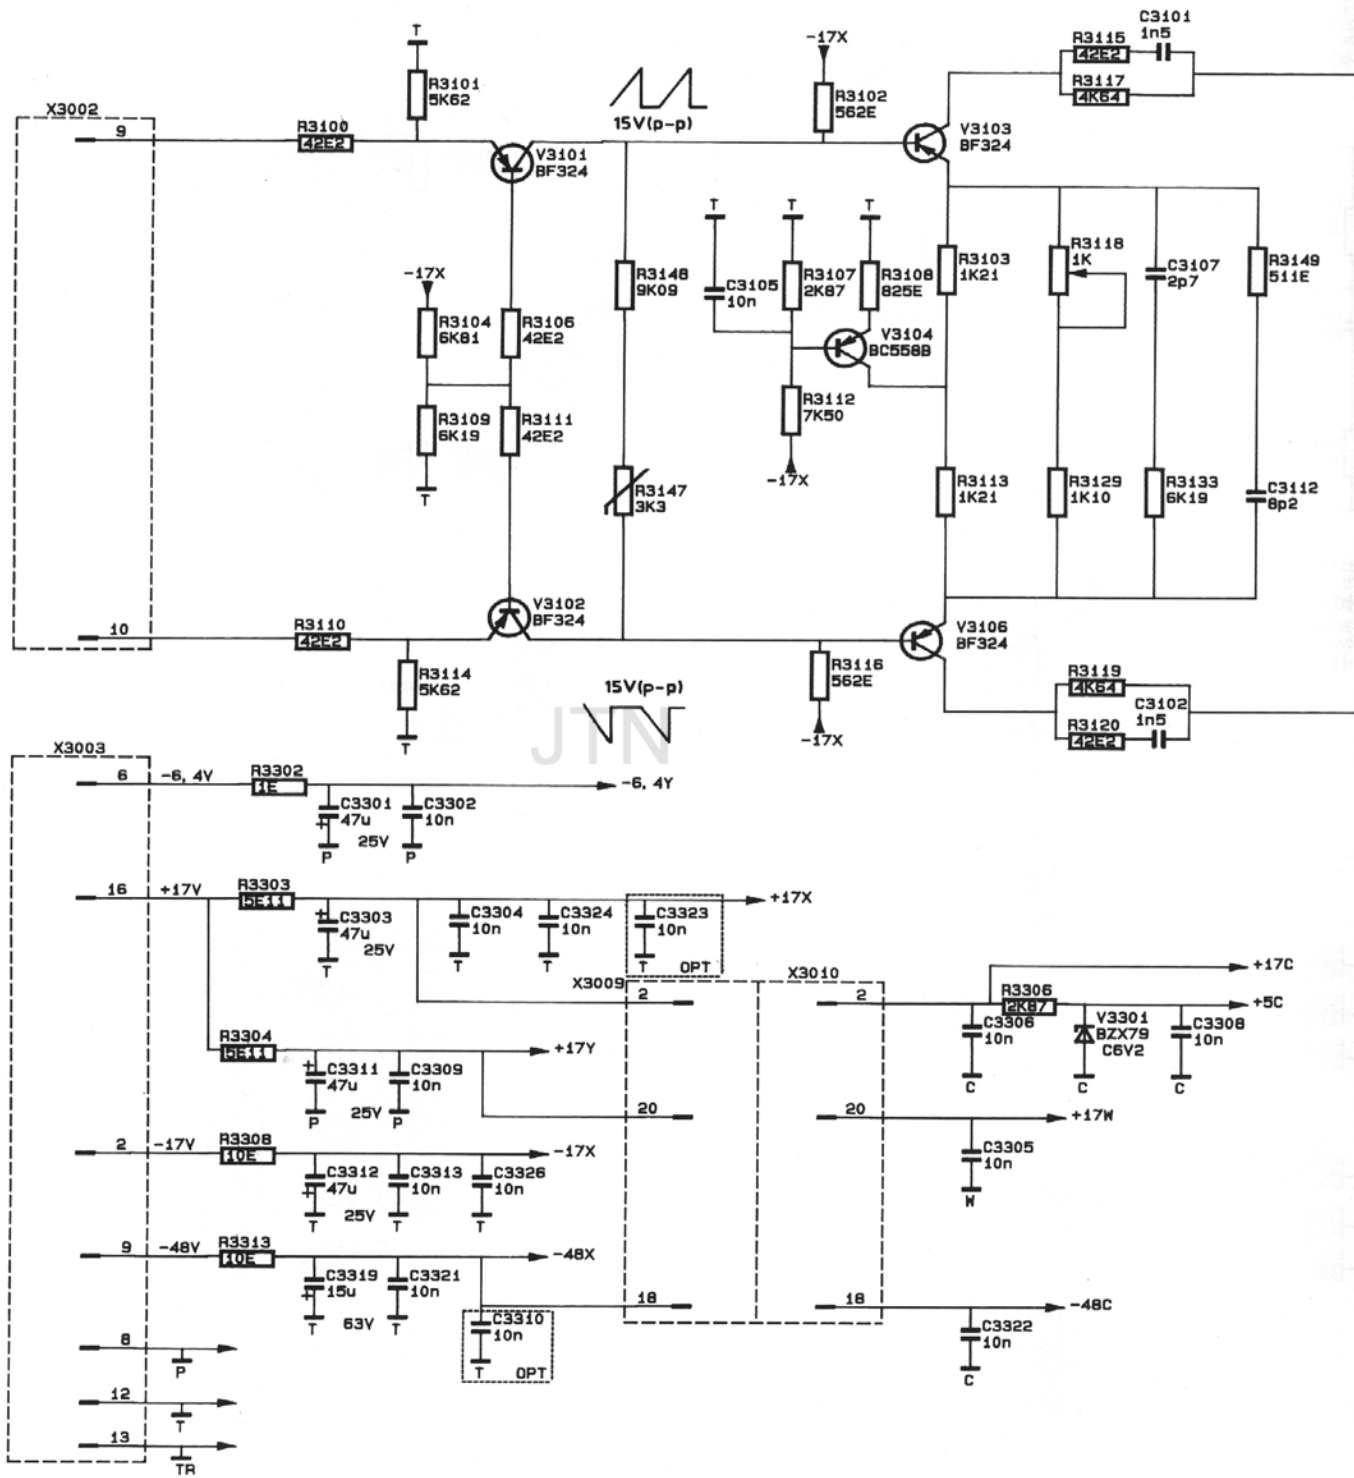 T
C3101
1n5
R3115
42E2
R3117
4K64
-17X
R3101
5K62
R3102
562E
X3002
9
R3100
42E2
15V(p-p)
V3101
BF324
V3103
BF324
T
T
T
-17X
R3148
9K09
C3105
10n
R3107
2K87
R3108
825E
R3103
1K21
R3118
1K
C3107
2p7
R3149
511E
R3104
6K81
R3106
42E2
V3104
BC558B
R3109
6K19
R3111
42E2
R3112
7K50
T
-17X
R3147
3K3
R3113
1K21
R3129
1K10
R3133
6K19
C3112
8p2
V3102
BF324
10
R3110
42E2
V3106
BF324
R3114
5K62
R3116
562E
R3119
4K64
C3102
1n5
R3120
42E2
15V(p-p)
T
-17X
JTN
X3003
6
-6,4V
R3302
1E
-6,4Y
C3301
47u
25V
C3302
10n
P
P
16
+17V
R3303
5E11
+17X
C3303
47u
25V
C3304
10n
C3324
10n
C3323
10n
T
T
T
T
OPT
X3009
X3010
+17C
2
2
R3306
2K87
+5C
C3306
10n
V3301
BZX79
C6V2
C3308
10n
C
C
C
R3304
5E11
+17Y
C3311
47u
25V
C3309
10n
P
P
20
20
+17W
C3305
10n
W
2
-17V
R3308
10E
-17X
C3312
47u
25V
C3313
10n
C3326
10n
T
T
T
9
-48V
R3313
10E
-48X
C3319
15u
63V
C3321
10n
T
T
18
18
-48C
C3310
10n
T
OPT
C3322
10n
C
8
P
12
T
13
TR